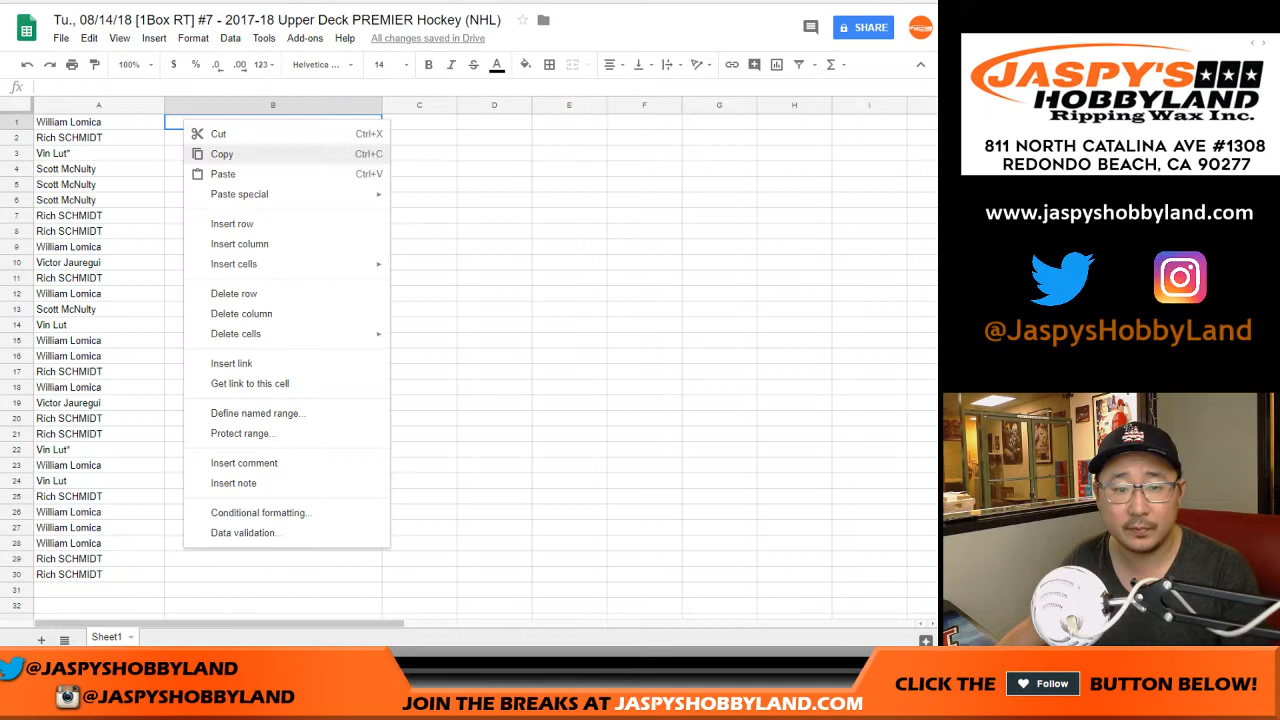 Tu., 08/14/18 [1Box RT] #7 - 2017-18 Upper Deck PREMIER Hockey (NHL)
File Edit View Insert Format Data Tools Add-ons Help All changes saved in Drive
SHARE
100% $ % .0 .00 123 Helvetica ... 14 B I S A
fx
A B C D E F G H I
1 William Lomica
2 Rich SCHMIDT
3 Vin Lut*
4 Scott McNulty
5 Scott McNulty
6 Scott McNulty
7 Rich SCHMIDT
8 Rich SCHMIDT
9 William Lomica
10 Victor Jauregui
11 Rich SCHMIDT
12 William Lomica
13 Scott McNulty
14 Vin Lut
15 William Lomica
16 William Lomica
17 Rich SCHMIDT
18 William Lomica
19 Victor Jauregui
20 Rich SCHMIDT
21 Rich SCHMIDT
22 Vin Lut*
23 William Lomica
24 Vin Lut
25 Rich SCHMIDT
26 William Lomica
27 William Lomica
28 William Lomica
29 Rich SCHMIDT
30 Rich SCHMIDT
31
32
Cut Ctrl+X
Copy Ctrl+C
Paste Ctrl+V
Paste special
Insert row
Insert column
Insert cells
Delete row
Delete column
Delete cells
Insert link
Get link to this cell
Define named range...
Protect range...
Insert comment
Insert note
Conditional formatting...
Data validation...
Sheet1
JASPY'S
HOBBYLAND
Ripping Wax Inc.
811 NORTH CATALINA AVE #1308
REDONDO BEACH, CA 90277
www.jaspyshobbyland.com
@JaspysHobbyLand
@JASPYSHOBBYLAND
@JASPYSHOBBYLAND
JOIN THE BREAKS AT JASPYSHOBBYLAND.COM
CLICK THE Follow BUTTON BELOW!